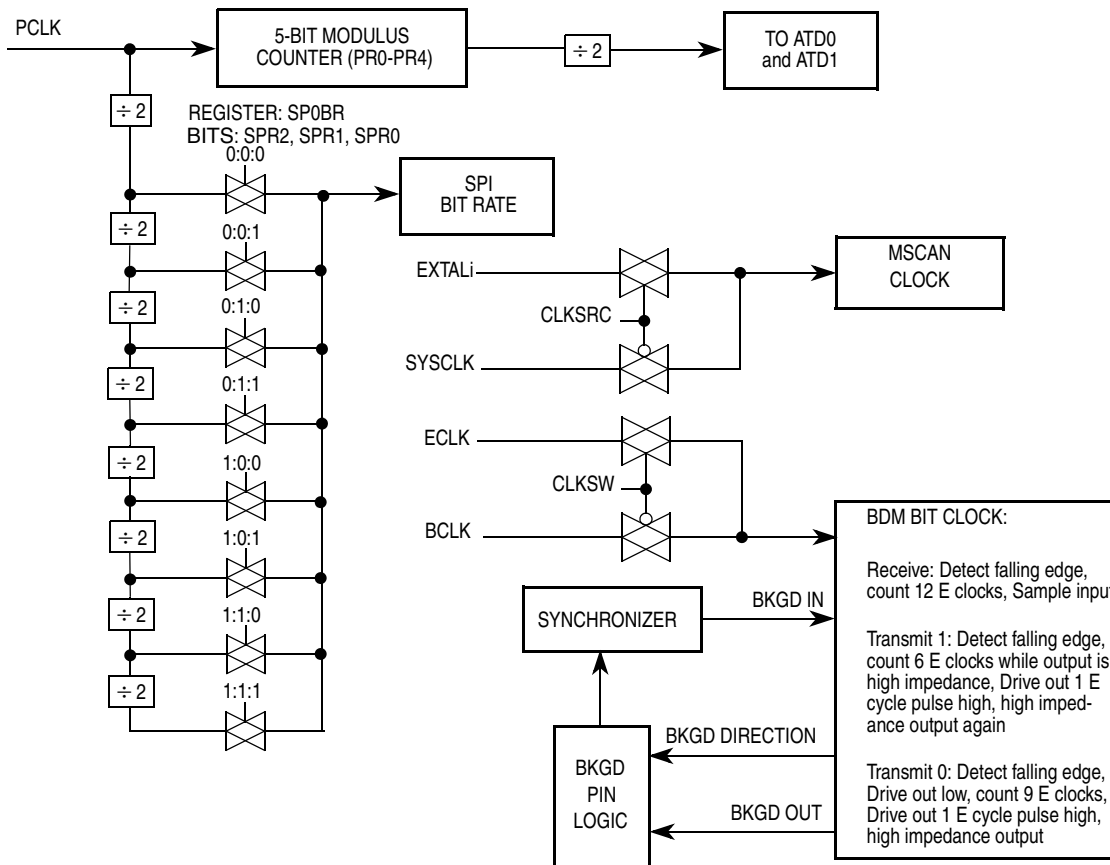 PCLK
5-BIT MODULUS
COUNTER (PR0-PR4)
÷ 2
TO ATD0
and ATD1
÷ 2
REGISTER: SP0BR
BITS: SPR2, SPR1, SPR0
0:0:0
SPI
BIT RATE
÷ 2
0:0:1
÷ 2
0:1:0
÷ 2
0:1:1
÷ 2
1:0:0
÷ 2
1:0:1
÷ 2
1:1:0
÷ 2
1:1:1
EXTALi
MSCAN
CLOCK
CLKSRC
SYSCLK
ECLK
CLKSW
BCLK
BDM BIT CLOCK:
Receive: Detect falling edge,
count 12 E clocks, Sample input
Transmit 1: Detect falling edge,
count 6 E clocks while output is
high impedance, Drive out 1 E
cycle pulse high, high imped-
ance output again
Transmit 0: Detect falling edge,
Drive out low, count 9 E clocks,
Drive out 1 E cycle pulse high,
high impedance output
SYNCHRONIZER
BKGD IN
BKGD DIRECTION
BKGD
PIN
LOGIC
BKGD OUT